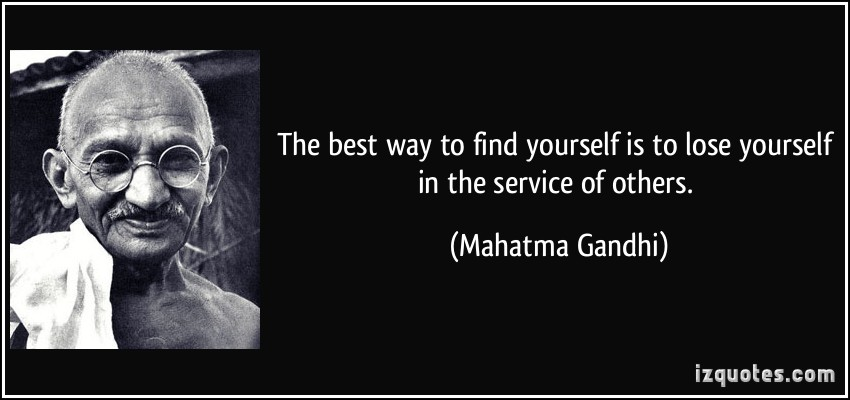 The best way to find yourself is to lose yourself
in the service of others.
(Mahatma Gandhi)
izquotes.com